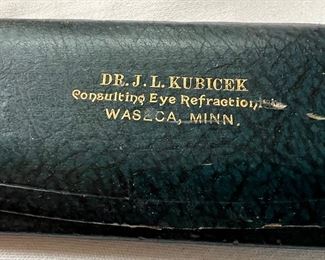 DR. J. L. KUBICEK
Consulting Eye Refraction
WASECA, MINN.